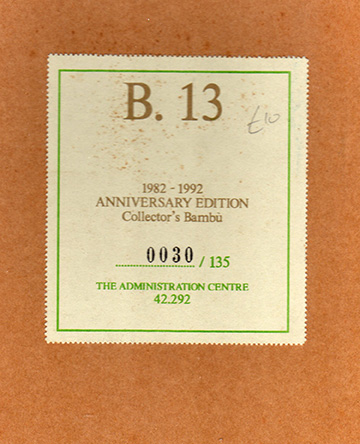 B. 13
£10
1982 - 1992
ANNIVERSARY EDITION
Collector's Bambù
0030 / 135
THE ADMINISTRATION CENTRE
42.292